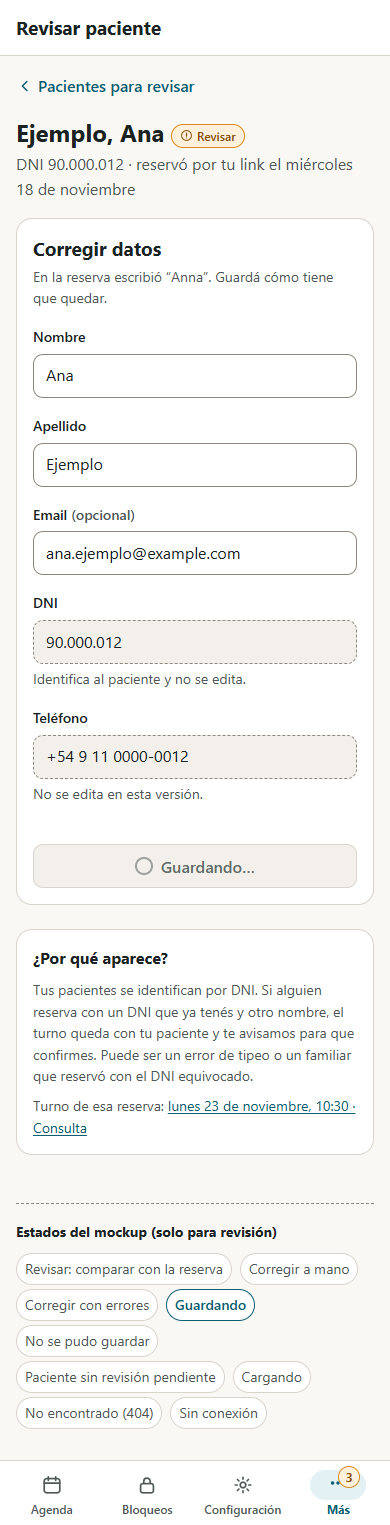 Revisar paciente
Pacientes para revisar
Ejemplo, Ana Revisar
DNI 90.000.012 · reservó por tu link el miércoles
18 de noviembre
Corregir datos
En la reserva escribió “Anna”. Guardá cómo tiene
que quedar.
Nombre
Ana
Apellido
Ejemplo
Email (opcional)
ana.ejemplo@example.com
DNI
90.000.012
Identifica al paciente y no se edita.
Teléfono
+54 9 11 0000-0012
No se edita en esta versión.
Guardando…
¿Por qué aparece?
Tus pacientes se identifican por DNI. Si alguien
reserva con un DNI que ya tenés y otro nombre, el
turno queda con tu paciente y te avisamos para que
confirmes. Puede ser un error de tipeo o un familiar
que reservó con el DNI equivocado.
Turno de esa reserva: lunes 23 de noviembre, 10:30 ·
Consulta
Estados del mockup (solo para revisión)
Revisar: comparar con la reserva Corregir a mano
Corregir con errores Guardando
No se pudo guardar
Paciente sin revisión pendiente Cargando
No encontrado (404) Sin conexión
3
Agenda Bloqueos Configuración Más